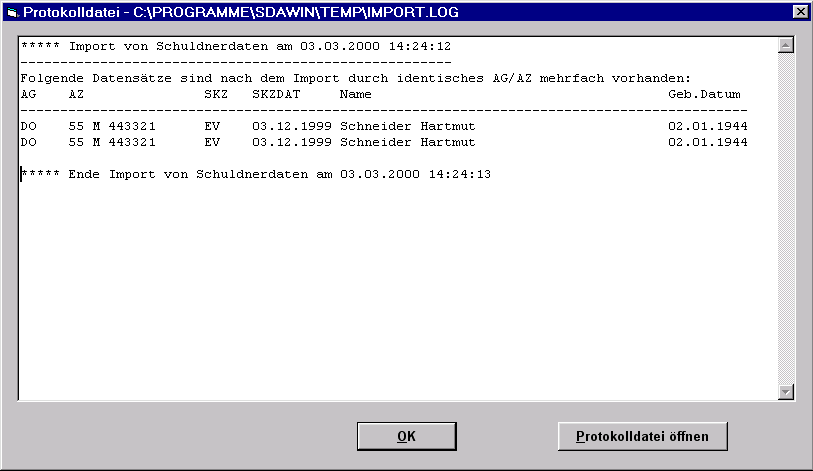 Protokolldatei - C:\PROGRAMME\SDAWIN\TEMP\IMPORT.LOG
***** Import von Schuldnerdaten am 03.03.2000 14:24:12
------------------------------------------------------
Folgende Datensätze sind nach dem Import durch identisches AG/AZ mehrfach vorhanden:
AG    AZ               SKZ   SKZDAT     Name                                     Geb.Datum
-------------------------------------------------------------------------------------------
DO    55 M 443321      EV    03.12.1999 Schneider Hartmut                        02.01.1944
DO    55 M 443321      EV    03.12.1999 Schneider Hartmut                        02.01.1944
***** Ende Import von Schuldnerdaten am 03.03.2000 14:24:13
OK    Protokolldatei öffnen